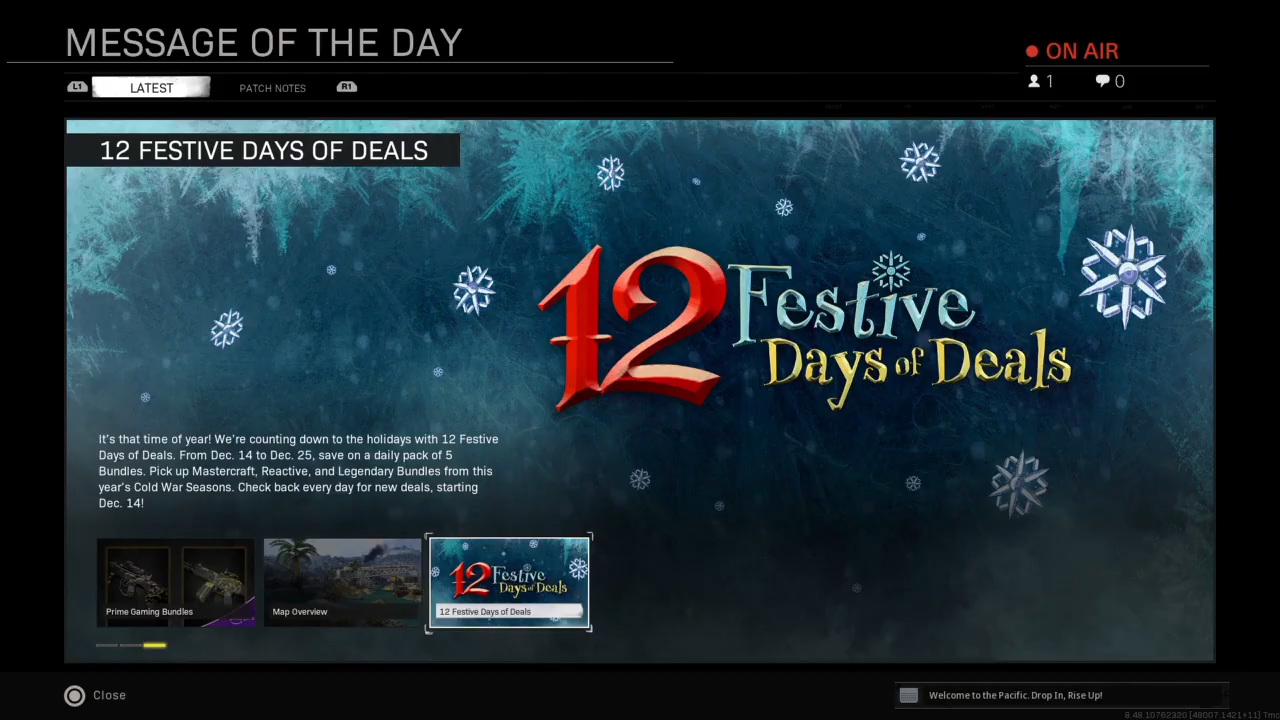 MESSAGE OF THE DAY
ON AIR
1 0
L1 LATEST PATCH NOTES R1
12 FESTIVE DAYS OF DEALS
12 Festive
Days of Deals
It's that time of year! We're counting down to the holidays with 12 Festive
Days of Deals. From Dec. 14 to Dec. 25, save on a daily pack of 5
Bundles. Pick up Mastercraft, Reactive, and Legendary Bundles from this
year's Cold War Seasons. Check back every day for new deals, starting
Dec. 14!
12 Festive
Days of Deals
Prime Gaming Bundles
Map Overview
12 Festive Days of Deals
Close
Welcome to the Pacific. Drop In, Rise Up!